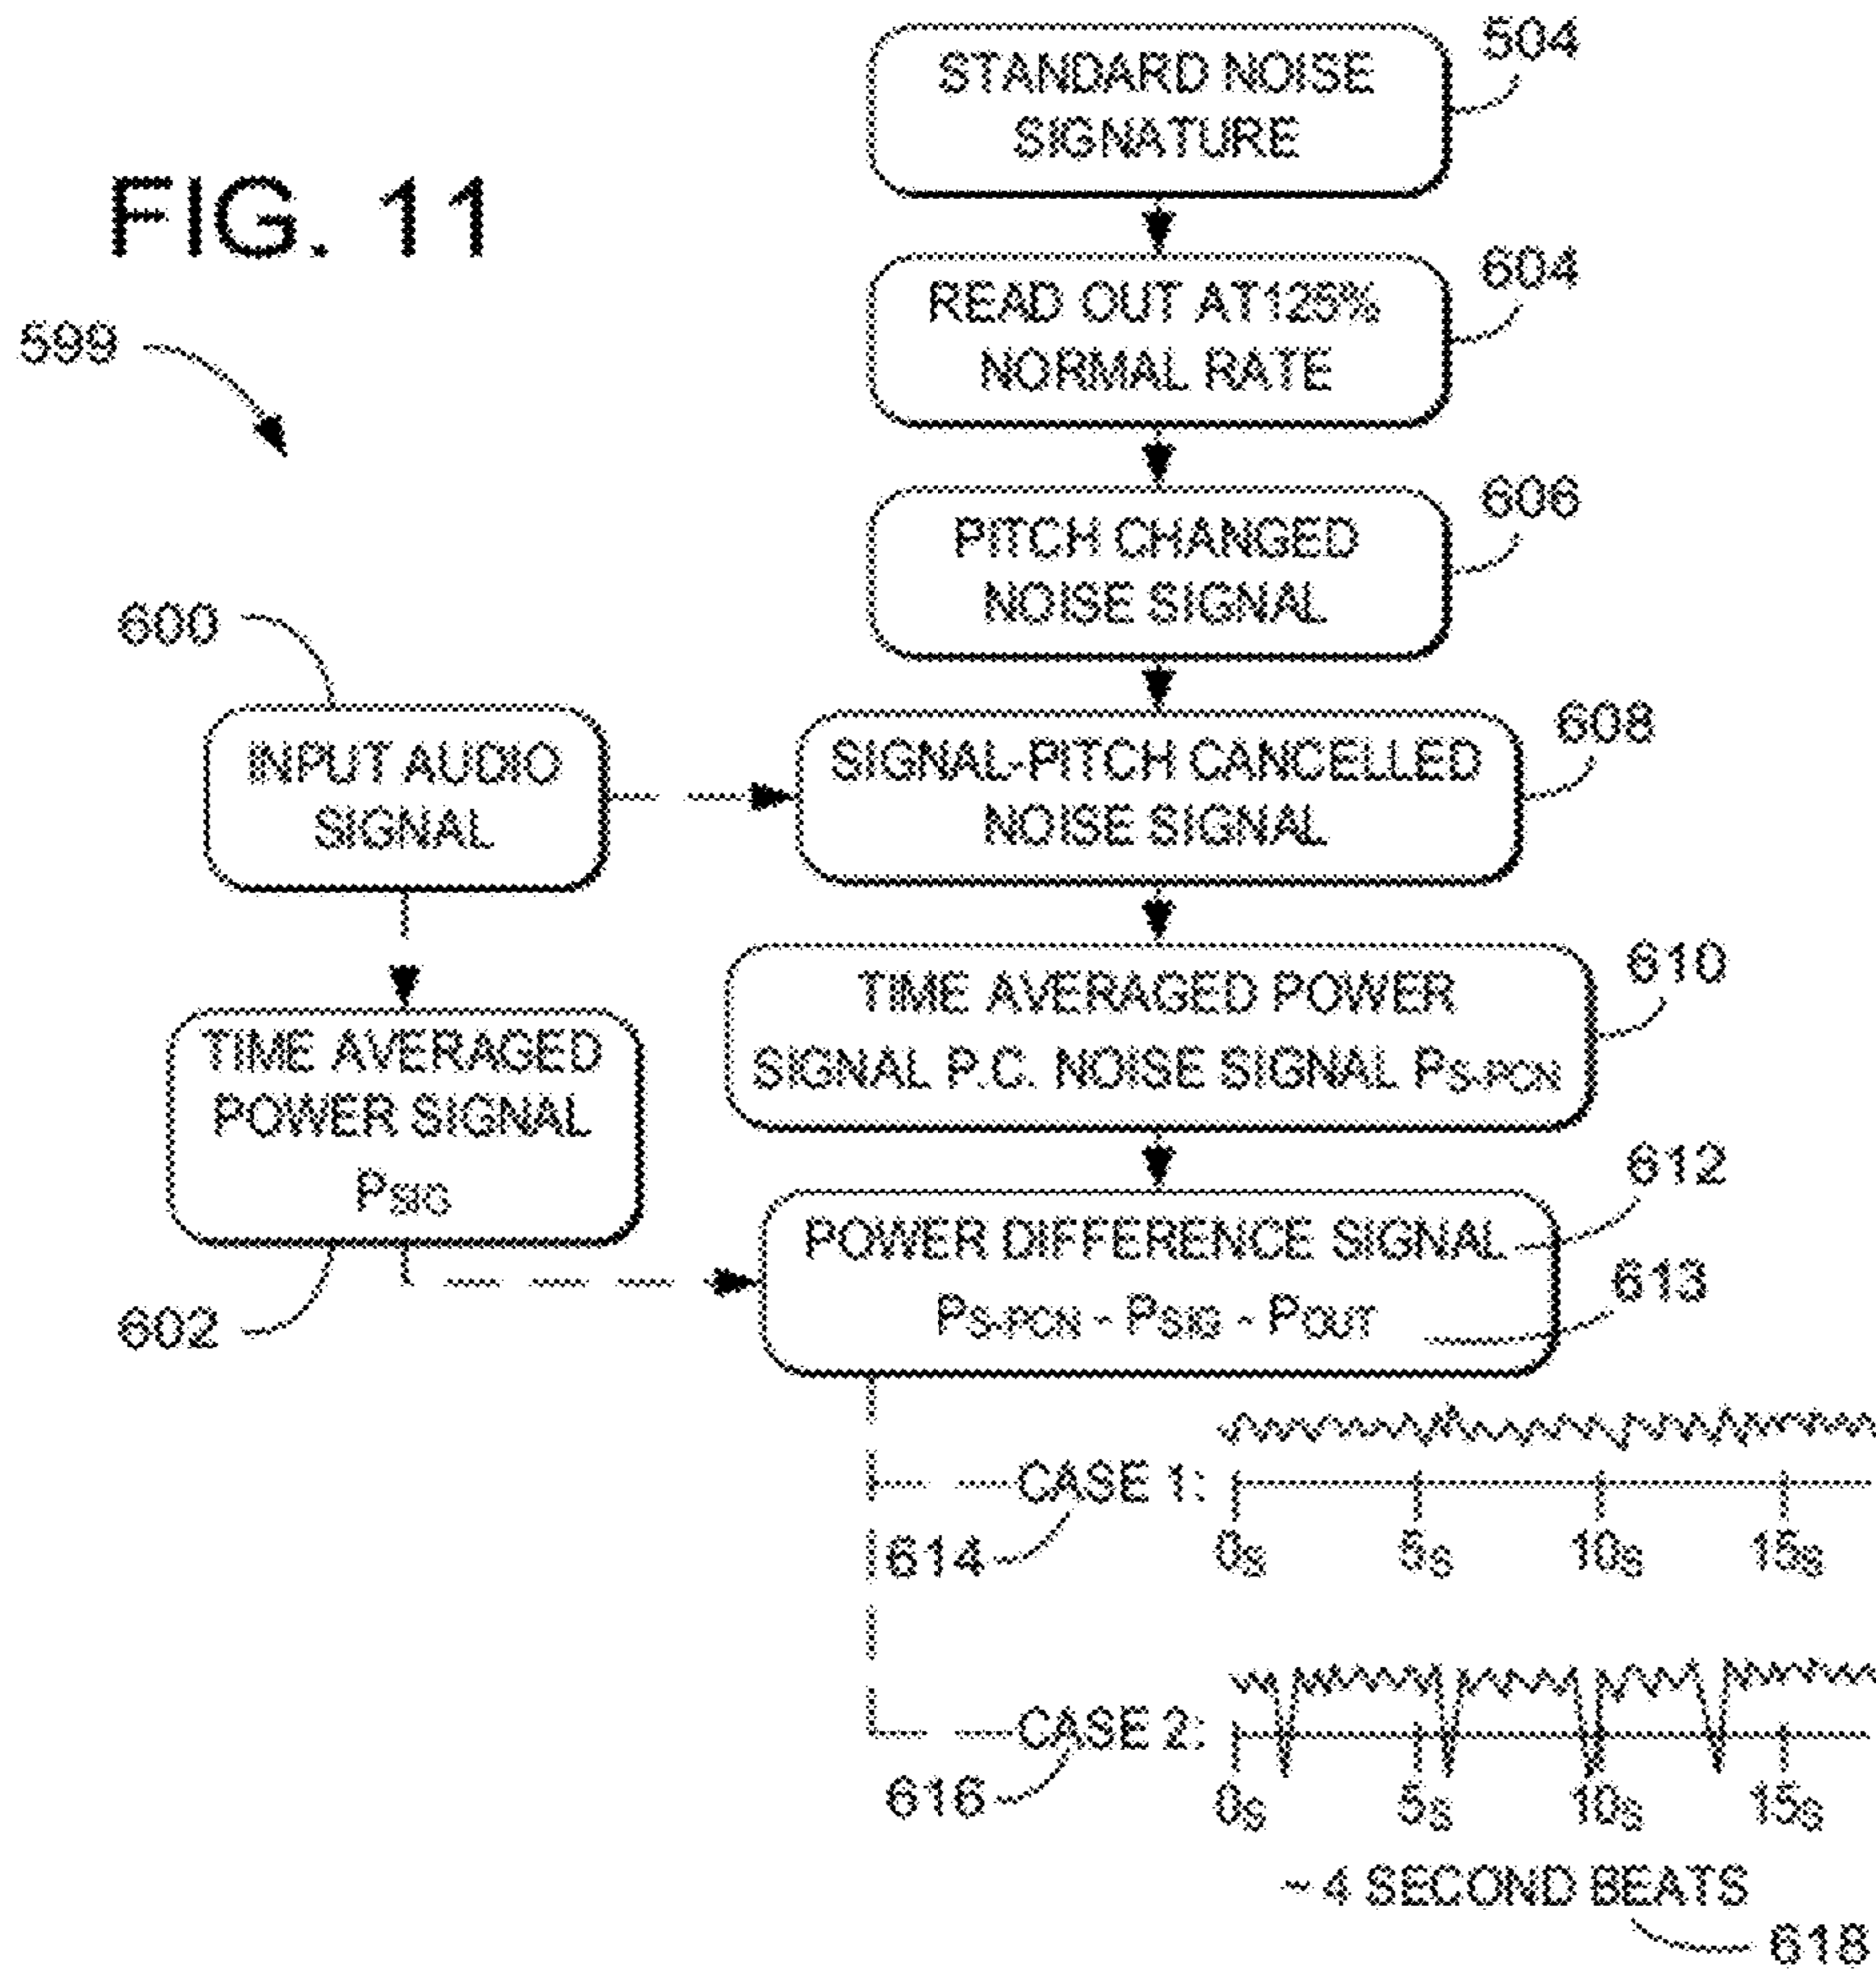 504
STANDARD NOISE
SIGNATURE
FIG. 11
604
READ OUT AT125%
NORMAL RATE
599
606
PITCH CHANGED
NOISE SIGNAL
600
608
INPUT AUDIO
SIGNAL
SIGNAL-PITCH CANCELLED
NOISE SIGNAL
610
TIME AVERAGED POWER
SIGNAL P.C. NOISE SIGNAL PS-PCN
TIME AVERAGED
POWER SIGNAL
PSIG
602
612
POWER DIFFERENCE SIGNAL
613
PS-PCN - PSIG - POUT
CASE 1:
614
0S 5S 10S 15S
CASE 2:
616
0S 5S 10S 15S
~ 4 SECOND BEATS
618